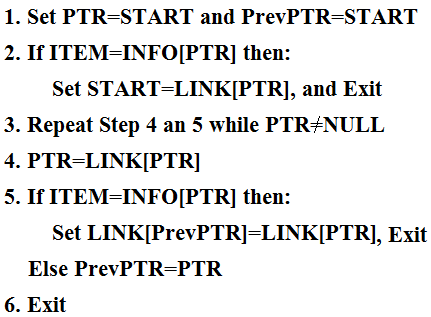 1. Set PTR=START and PrevPTR=START
2. If ITEM=INFO[PTR] then:
Set START=LINK[PTR], and Exit
3. Repeat Step 4 an 5 while PTR≠NULL
4. PTR=LINK[PTR]
5. If ITEM=INFO[PTR] then:
Set LINK[PrevPTR]=LINK[PTR], Exit
Else PrevPTR=PTR
6. Exit